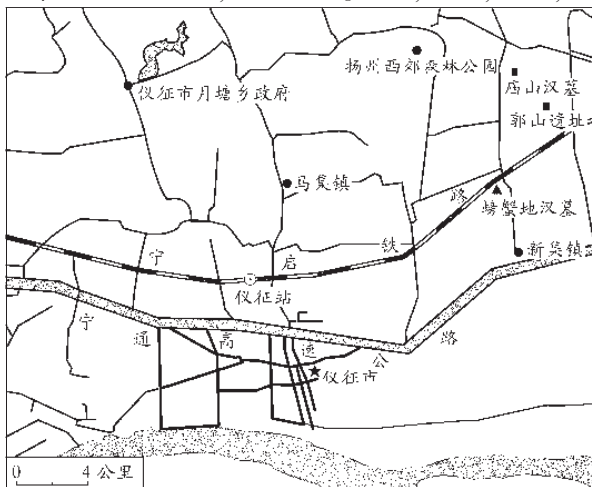 扬州西郊森林公园
庙山汉墓
仪征市月塘乡政府
郭山遗址
马集镇
螃蟹地汉墓
宁启铁路
新集镇
仪征站
宁通高速公路
仪征市
0 4 公里